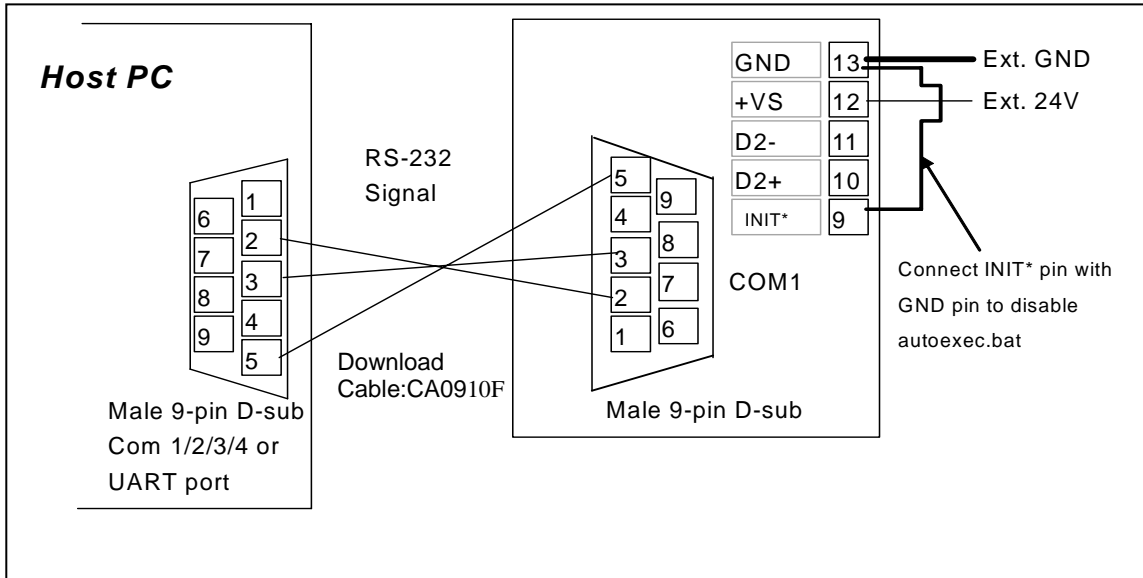 Host PC
1
2
3
4
5
6
7
8
9
Male 9-pin D-sub
Com 1/2/3/4 or
UART port
RS-232
Signal
Download
Cable:CA0910F
5
4
3
2
1
9
8
7
6
COM1
Male 9-pin D-sub
GND 13
+VS 12
D2- 11
D2+ 10
INIT* 9
Ext. GND
Ext. 24V
Connect INIT* pin with
GND pin to disable
autoexec.bat